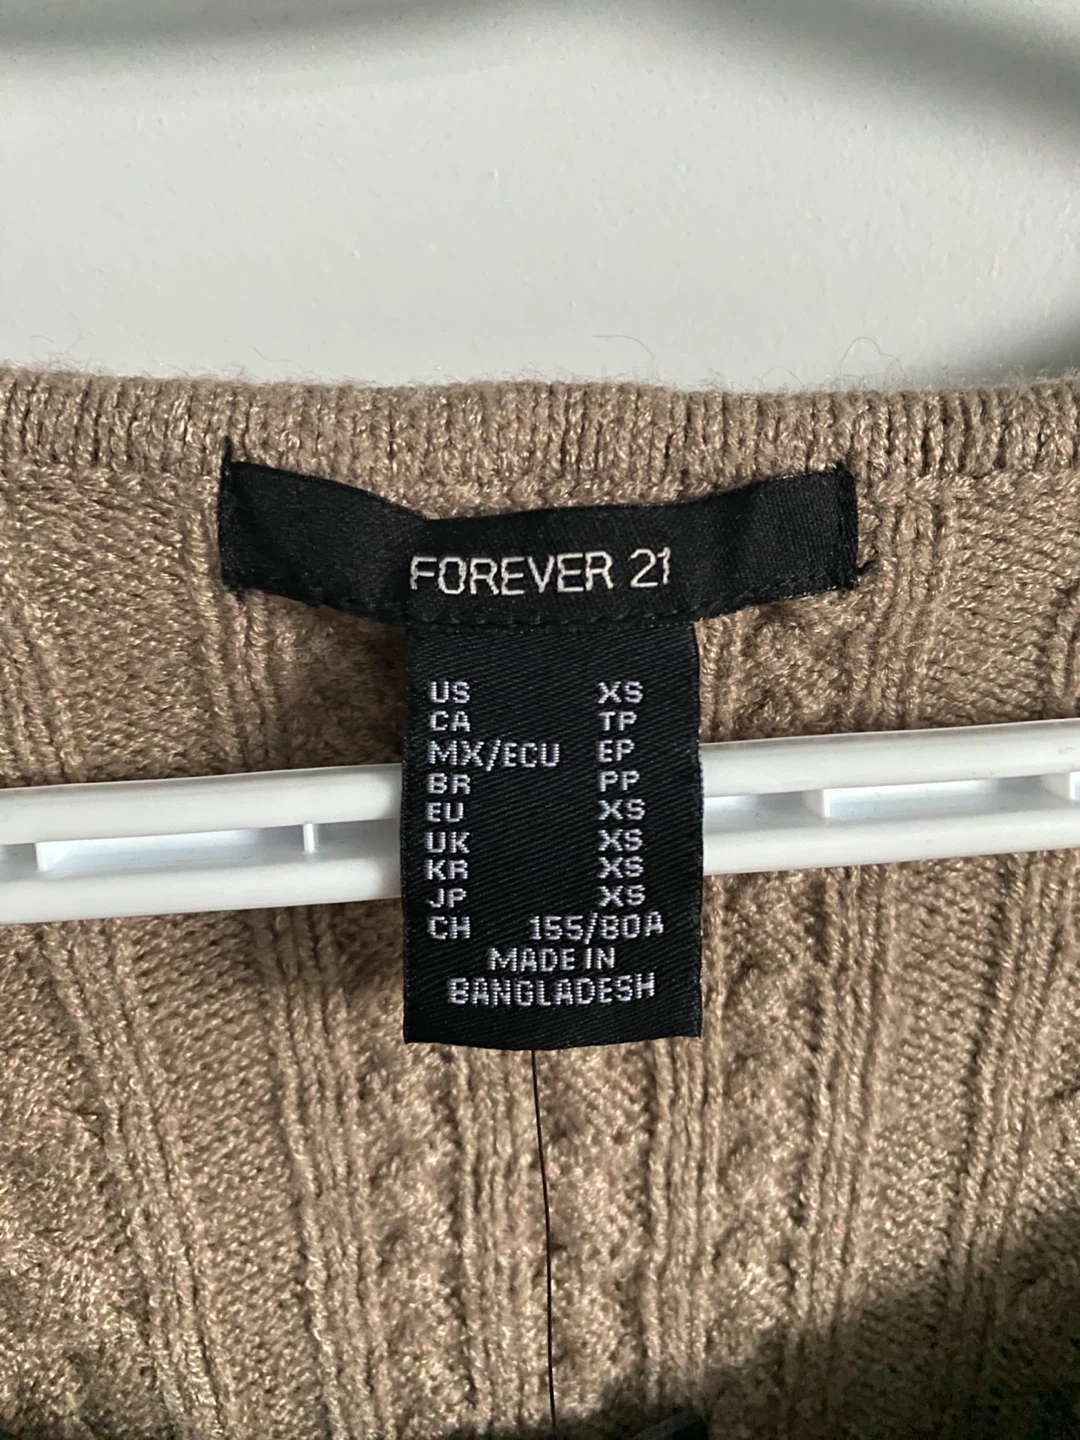 FOREVER 21
US XS
CA TP
MX/ECU EP
BR PP
EU XS
UK XS
KR XS
JP XS
CH 155/80A
MADE IN
BANGLADESH